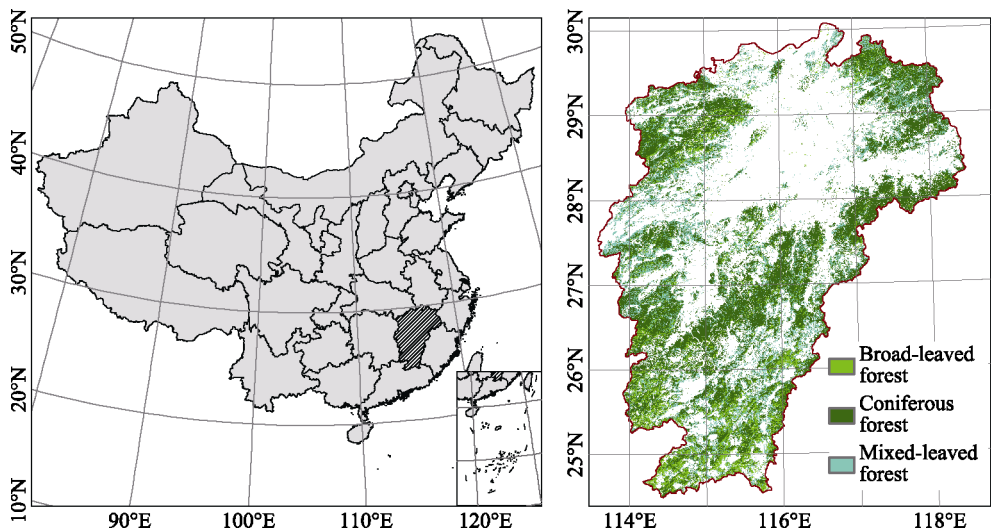 50°N
40°N
30°N
20°N
10°N
90°E
100°E
110°E
120°E
30°N
29°N
28°N
27°N
26°N
25°N
114°E
116°E
118°E
Broad-leaved
forest
Coniferous
forest
Mixed-leaved
forest